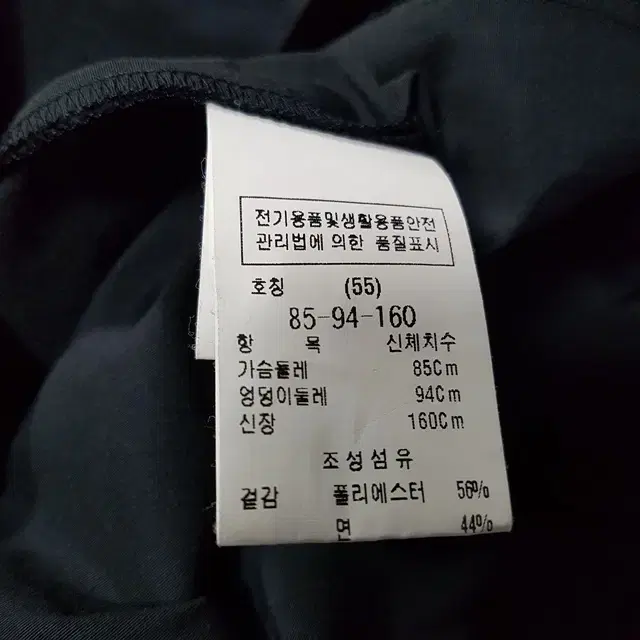 전기용품및생활용품안전
관리법에 의한 품질표시
호칭 (55)
85-94-160
항 목 신체치수
가슴둘레 85Cm
엉덩이둘레 94Cm
신장 160Cm
조성섬유
겉감 폴리에스터 56%
면 44%